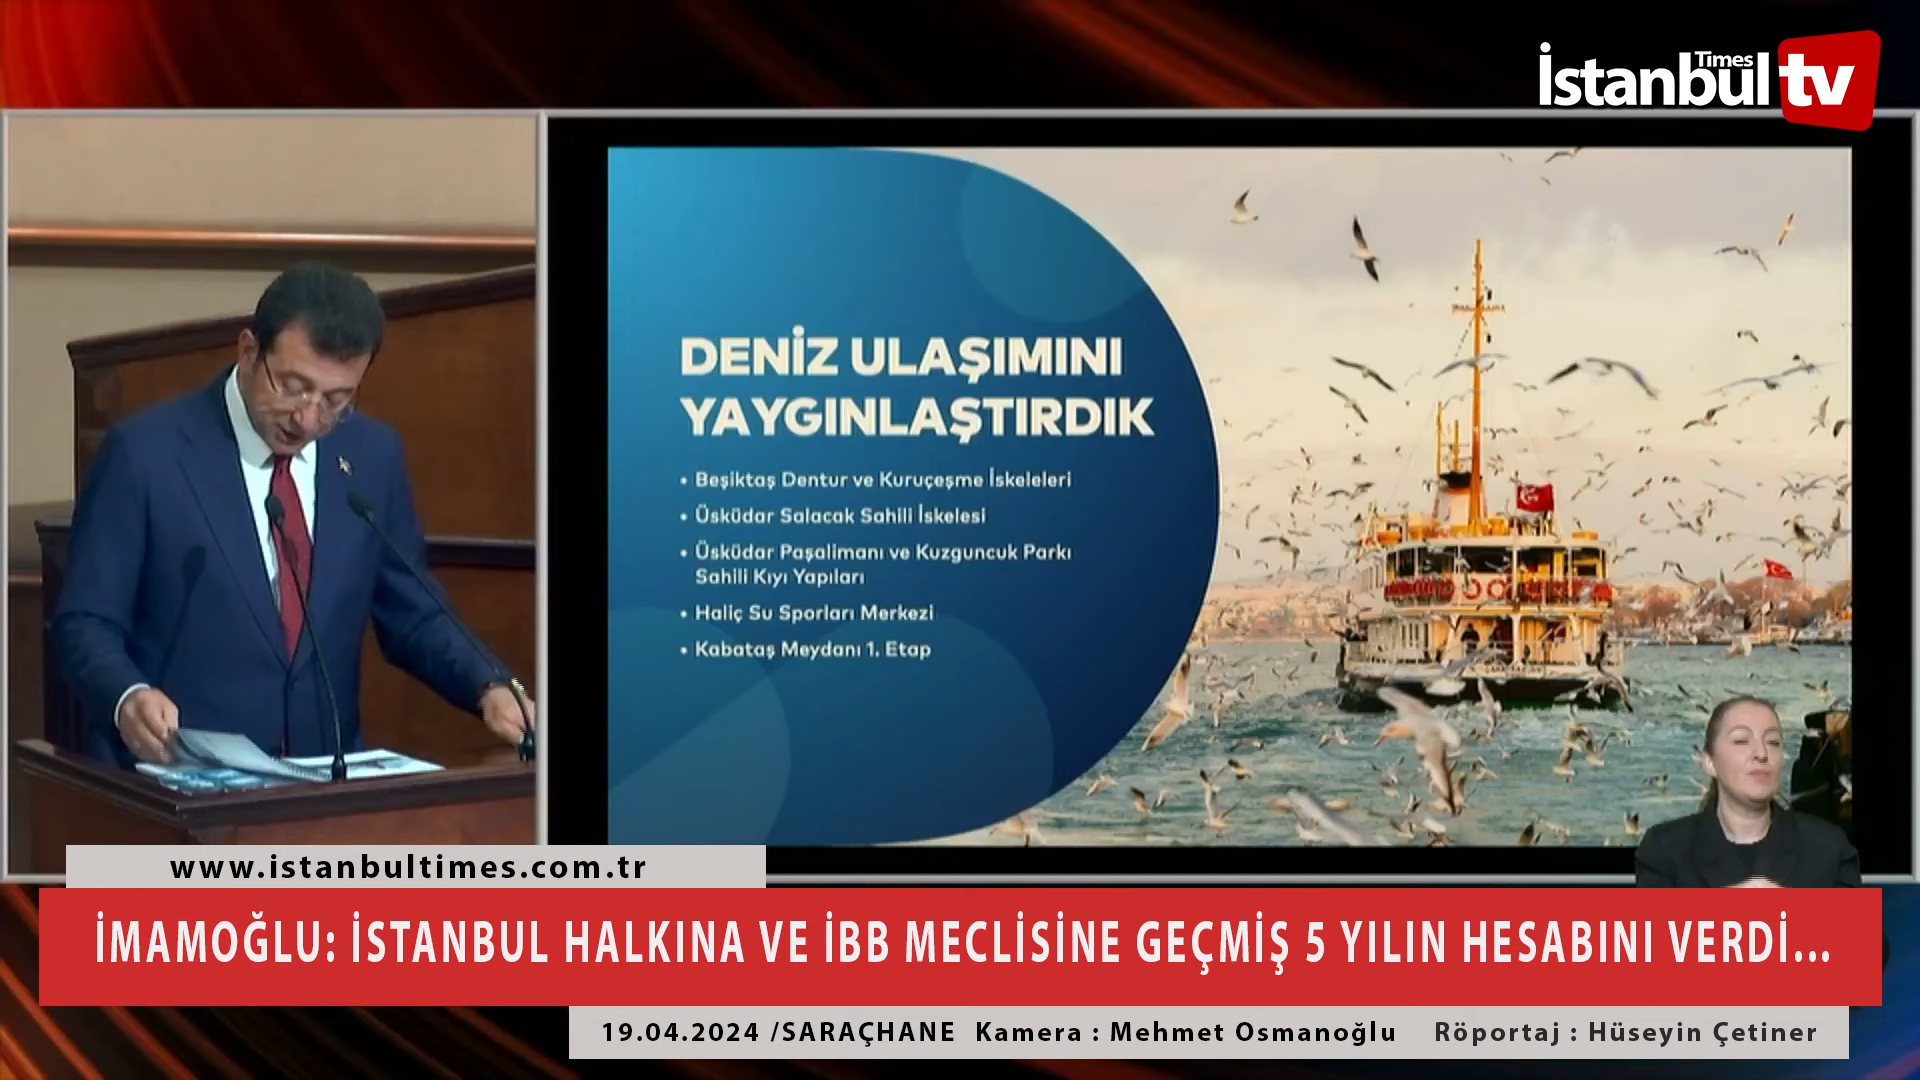 İstanbul Times tv
DENİZ ULAŞIMINI
YAYGINLAŞTIRDIK
• Beşiktaş Dentur ve Kuruçeşme İskeleleri
• Üsküdar Salacak Sahili İskelesi
• Üsküdar Paşalimanı ve Kuzguncuk Parkı
Sahili Kıyı Yapıları
• Haliç Su Sporları Merkezi
• Kabataş Meydanı 1. Etap
www.istanbultimes.com.tr
İMAMOĞLU: İSTANBUL HALKINA VE İBB MECLİSİNE GEÇMİŞ 5 YILIN HESABINI VERDİ...
19.04.2024 /SARAÇHANE Kamera : Mehmet Osmanoğlu Röportaj : Hüseyin Çetiner